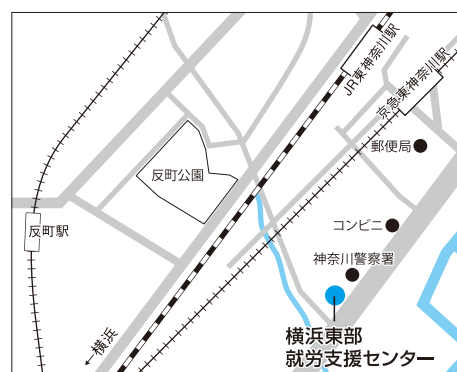 JR東神奈川駅
京急東神奈川駅
郵便局
反町公園
コンビニ
反町駅
神奈川警察署
横浜東部
就労支援センター
←横浜